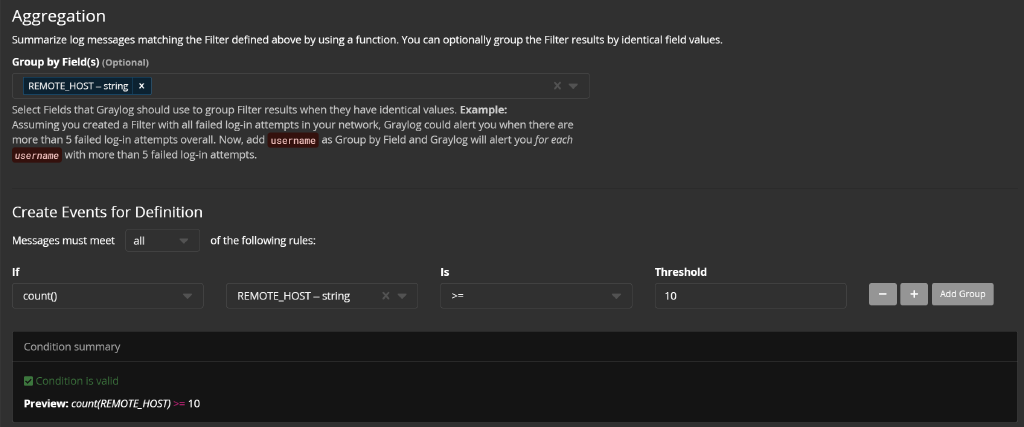 Aggregation
Summarize log messages matching the Filter defined above by using a function. You can optionally group the Filter results by identical field values.
Group by Field(s) (Optional)
REMOTE_HOST – string x
Select Fields that Graylog should use to group Filter results when they have identical values. Example:
Assuming you created a Filter with all failed log-in attempts in your network, Graylog could alert you when there are
more than 5 failed log-in attempts overall. Now, add username as Group by Field and Graylog will alert you for each
username with more than 5 failed log-in attempts.
Create Events for Definition
Messages must meet all of the following rules:
If Is Threshold
count() REMOTE_HOST – string >= 10 − + Add Group
Condition summary
Condition is valid
Preview: count(REMOTE_HOST) >= 10